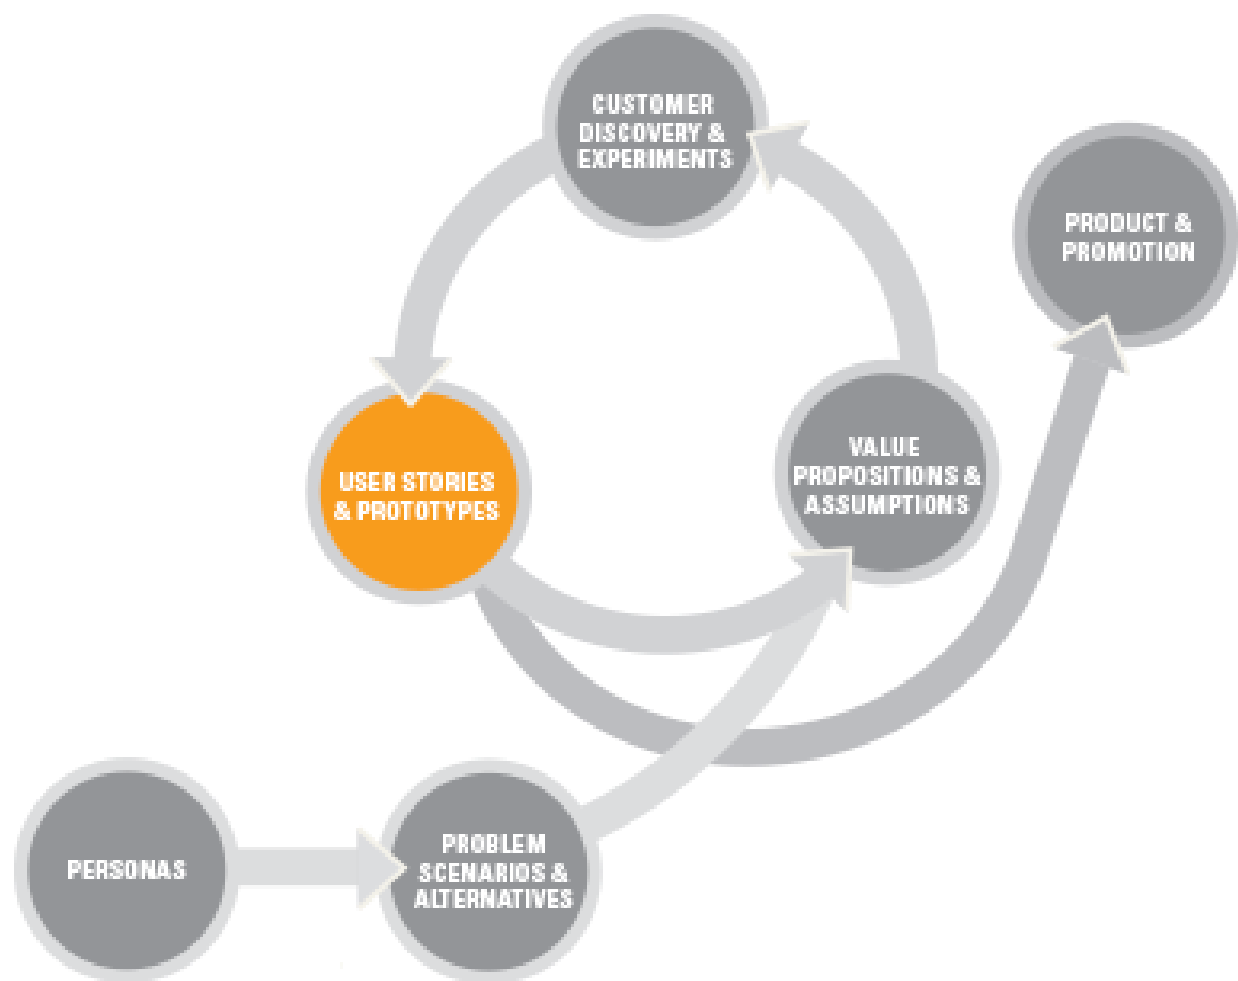 CUSTOMER
DISCOVERY &
EXPERIMENTS
PRODUCT &
PROMOTION
USER STORIES
& PROTOTYPES
VALUE
PROPOSITIONS &
ASSUMPTIONS
PERSONAS
PROBLEM
SCENARIOS &
ALTERNATIVES